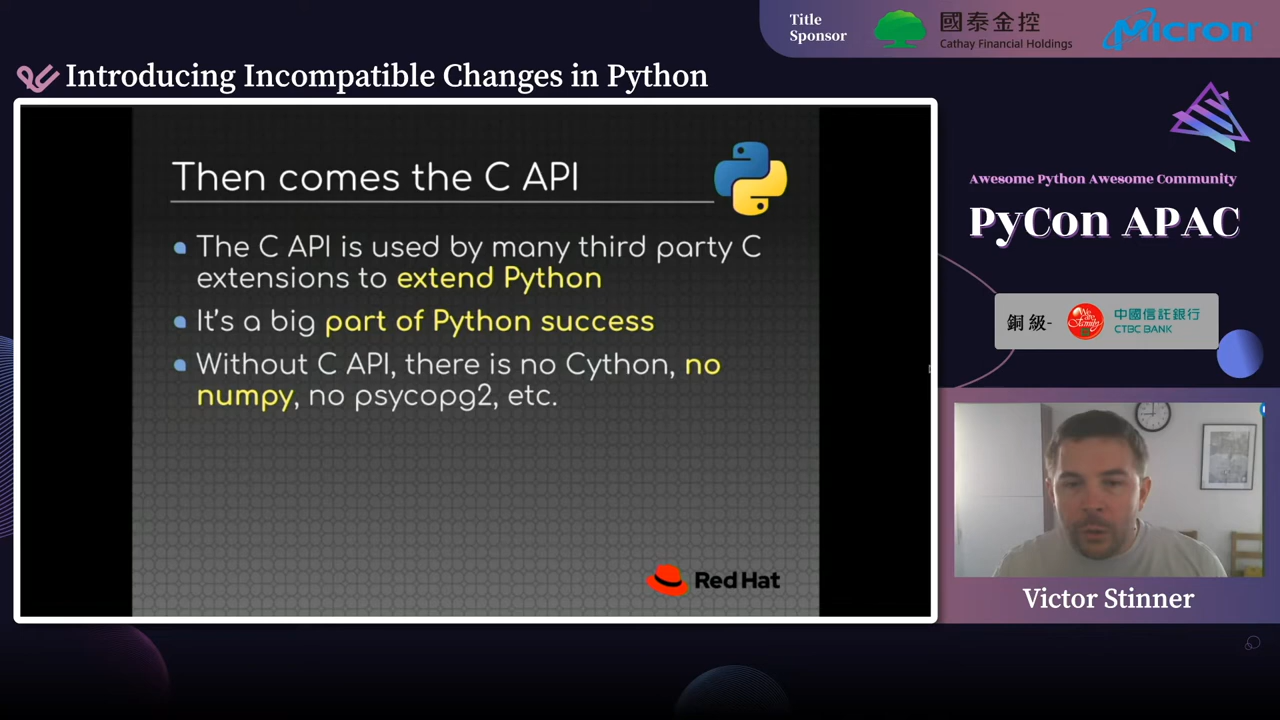 Title
Sponsor
國泰金控
Cathay Financial Holdings
Micron
Introducing Incompatible Changes in Python
Then comes the C API
The C API is used by many third party C
extensions to extend Python
It's a big part of Python success
Without C API, there is no Cython, no
numpy, no psycopg2, etc.
Red Hat
Awesome Python Awesome Community
PyCon APAC
銅級-
We are Family
中國信託銀行
CTBC BANK
Victor Stinner